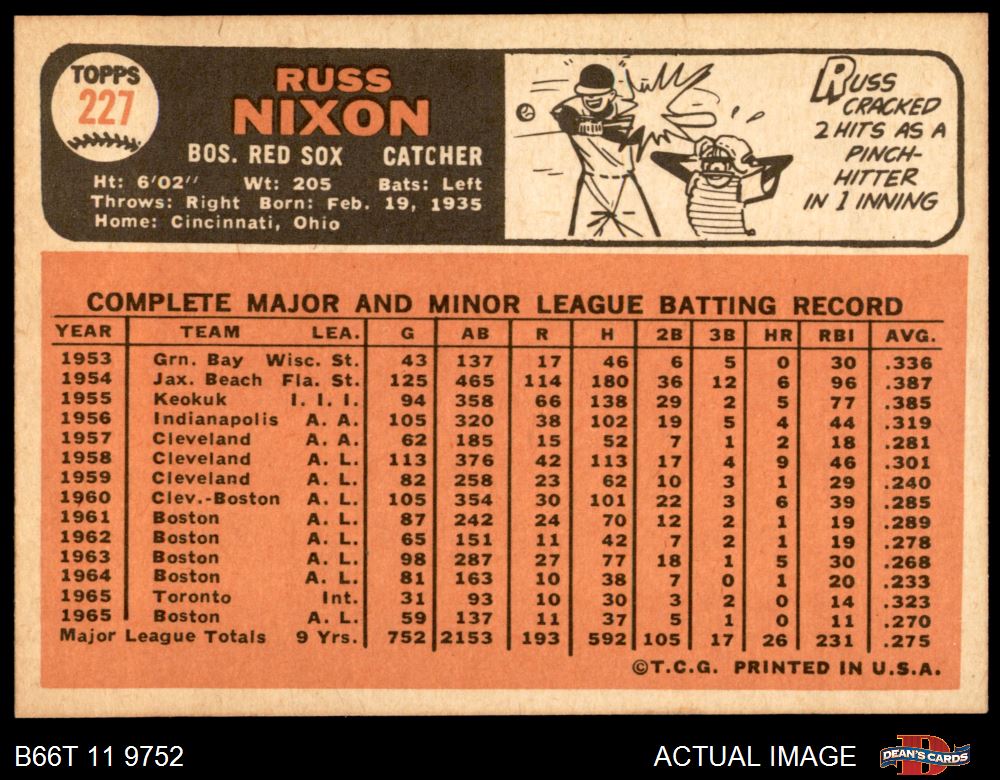 TOPPS
227
RUSS
NIXON
BOS. RED SOX CATCHER
Ht: 6'02" Wt: 205 Bats: Left
Throws: Right Born: Feb. 19, 1935
Home: Cincinnati, Ohio
RUSS
CRACKED
2 HITS AS A
PINCH-
HITTER
IN 1 INNING
COMPLETE MAJOR AND MINOR LEAGUE BATTING RECORD
YEAR TEAM LEA. G AB R H 2B 3B HR RBI AVG.
1953 Grn. Bay Wisc. St. 43 137 17 46 6 5 0 30 .336
1954 Jax. Beach Fla. St. 125 465 114 180 36 12 6 96 .387
1955 Keokuk I. I. I. 94 358 66 138 29 2 5 77 .385
1956 Indianapolis A. A. 105 320 38 102 19 5 4 44 .319
1957 Cleveland A. A. 62 185 15 52 7 1 2 18 .281
1958 Cleveland A. L. 113 376 42 113 17 4 9 46 .301
1959 Cleveland A. L. 82 258 23 62 10 3 1 29 .240
1960 Clev.-Boston A. L. 105 354 30 101 22 3 6 39 .285
1961 Boston A. L. 87 242 24 70 12 2 1 19 .289
1962 Boston A. L. 65 151 11 42 7 2 1 19 .278
1963 Boston A. L. 98 287 27 77 18 1 5 30 .268
1964 Boston A. L. 81 163 10 38 7 0 1 20 .233
1965 Toronto Int. 31 93 10 30 3 2 0 14 .323
1965 Boston A. L. 59 137 11 37 5 1 0 11 .270
Major League Totals 9 Yrs. 752 2153 193 592 105 17 26 231 .275
©T.C.G. PRINTED IN U.S.A.
B66T 11 9752
ACTUAL IMAGE
DEAN'S CARDS